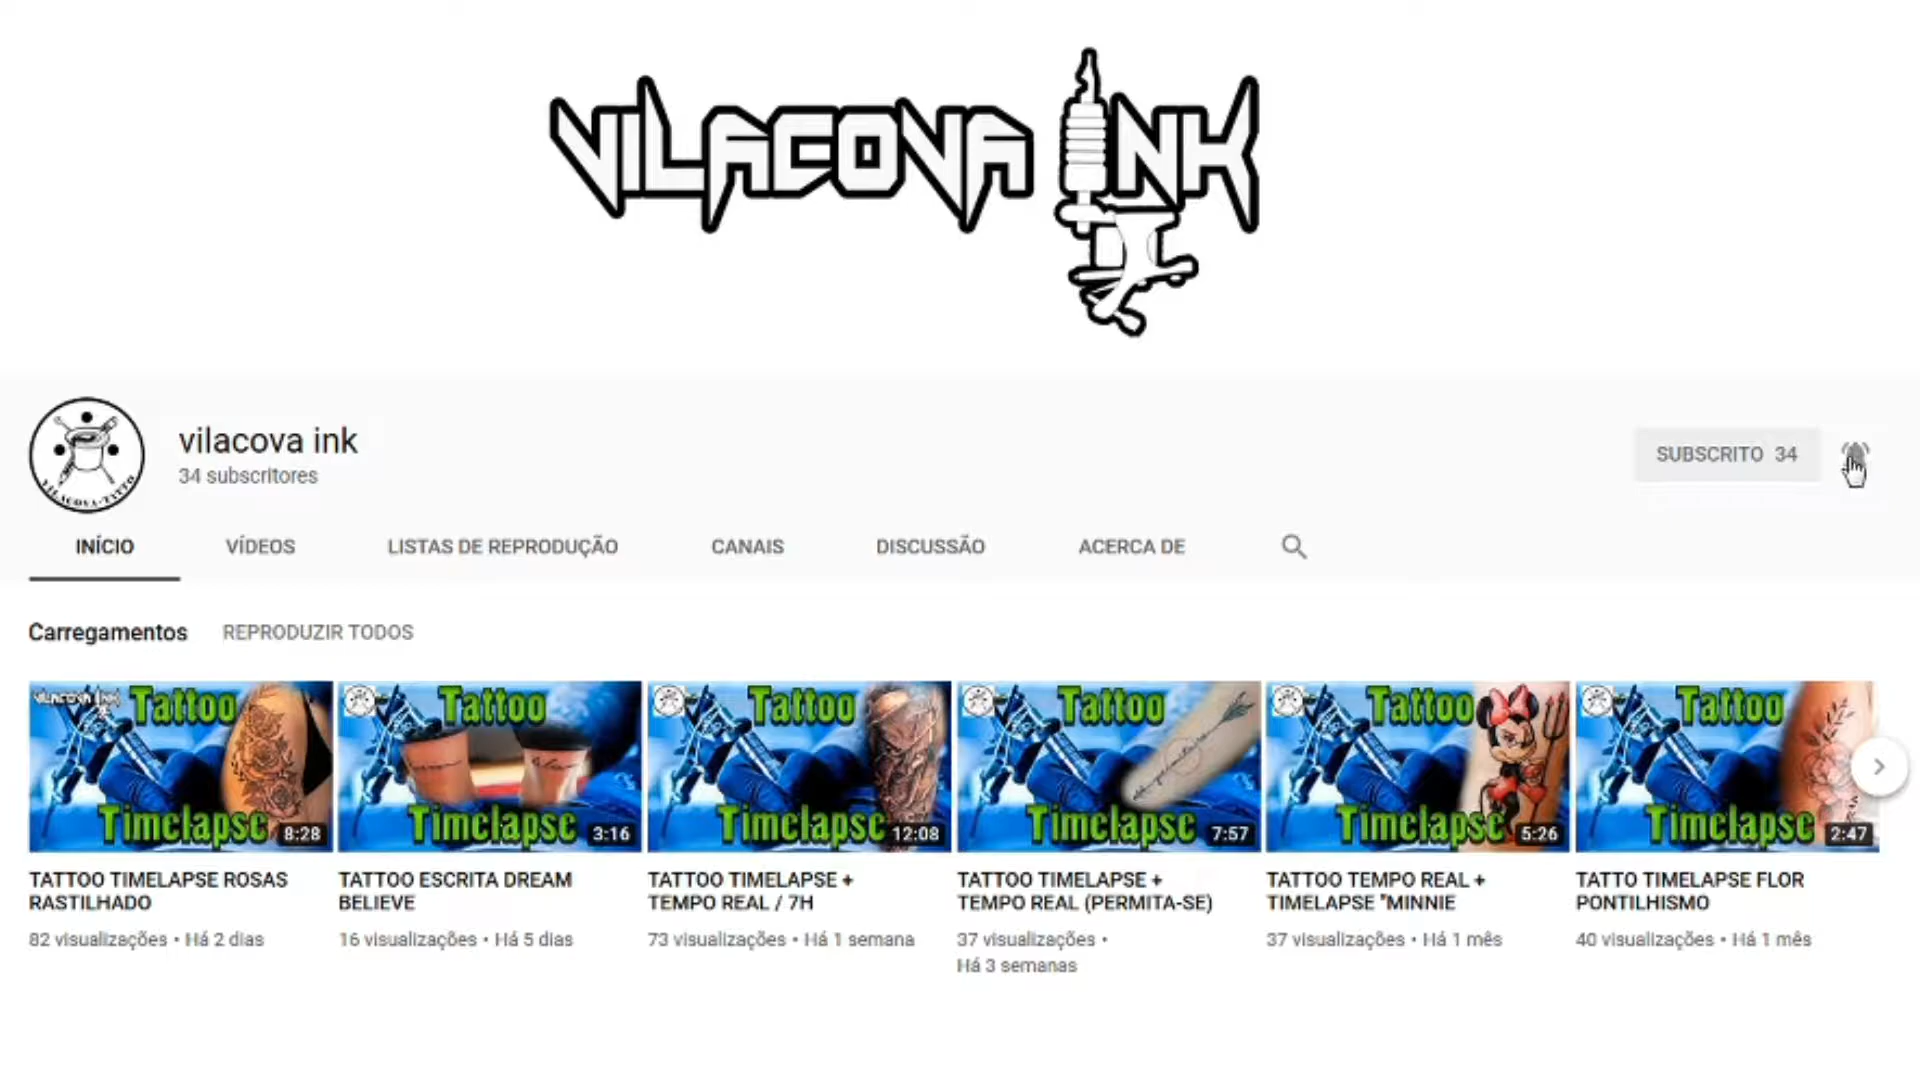 VILACOVA INK
VILACOVA-TATTO
vilacova ink
34 subscritores
SUBSCRITO 34
INÍCIO
VÍDEOS
LISTAS DE REPRODUÇÃO
CANAIS
DISCUSSÃO
ACERCA DE
Carregamentos
REPRODUZIR TODOS
VILACOVA INK
Tattoo
Timelapse
8:28
Tattoo
Timelapse
3:16
Tattoo
Timelapse
12:08
Tattoo
Timelapse
7:57
Tattoo
Timelapse
5:26
Tattoo
Timelapse
2:47
TATTOO TIMELAPSE ROSAS
RASTILHADO
82 visualizações • Há 2 dias
TATTOO ESCRITA DREAM
BELIEVE
16 visualizações • Há 5 dias
TATTOO TIMELAPSE +
TEMPO REAL / 7H
73 visualizações • Há 1 semana
TATTOO TIMELAPSE +
TEMPO REAL (PERMITA-SE)
37 visualizações •
Há 3 semanas
TATTOO TEMPO REAL +
TIMELAPSE "MINNIE
37 visualizações • Há 1 mês
TATTO TIMELAPSE FLOR
PONTILHISMO
40 visualizações • Há 1 mês